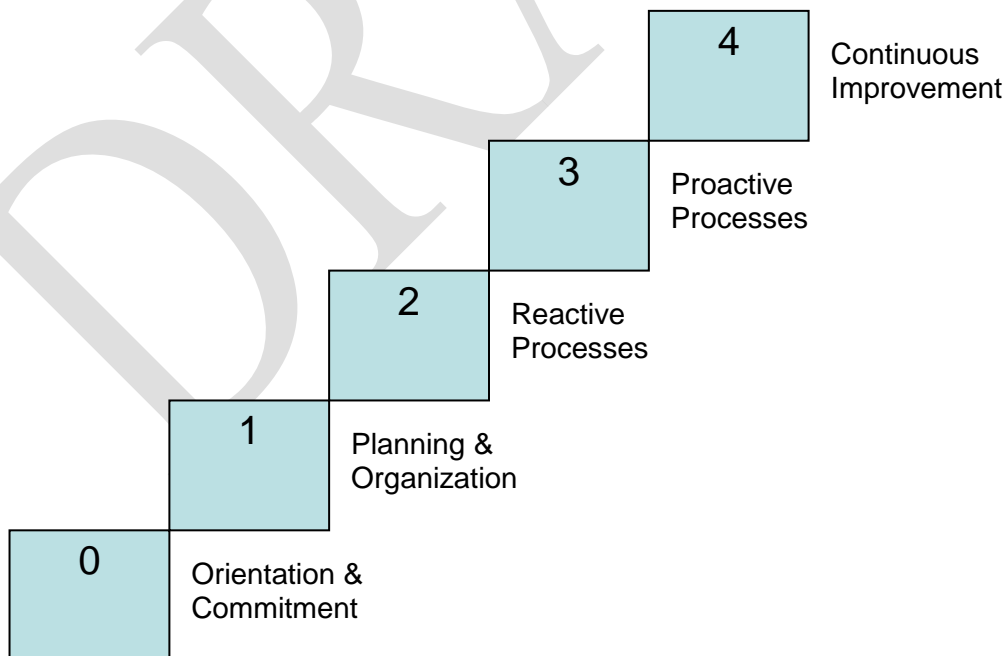 4
Continuous
Improvement
3
Proactive
Processes
2
Reactive
Processes
1
Planning &
Organization
0
Orientation &
Commitment